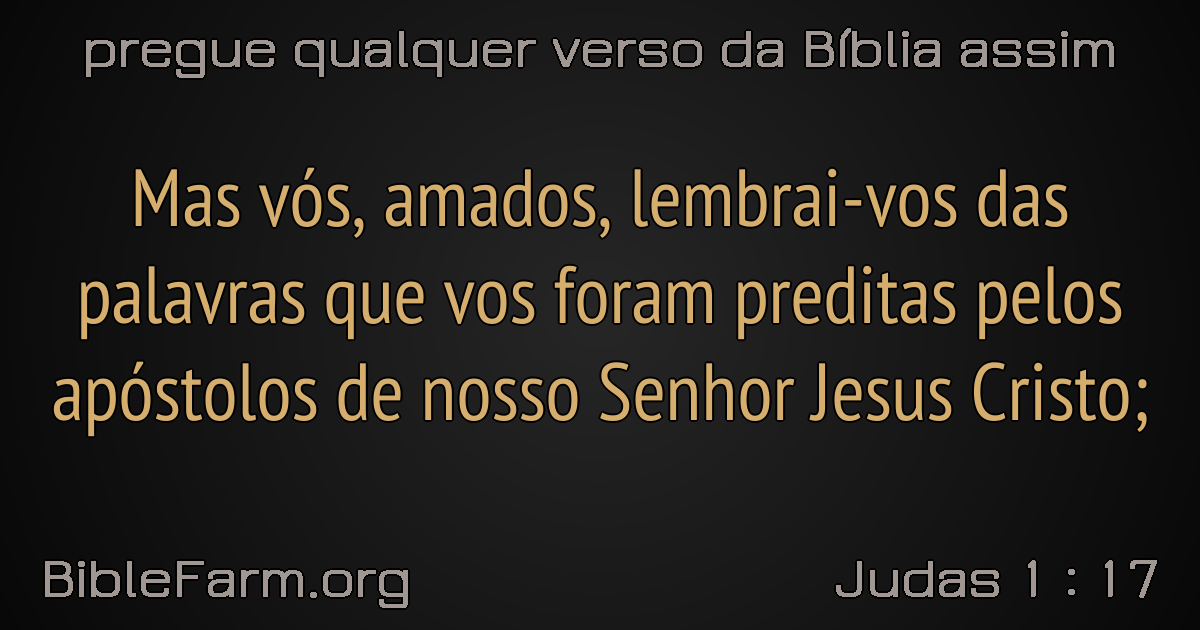 pregue qualquer verso da Bíblia assim
Mas vós, amados, lembrai-vos das
palavras que vos foram preditas pelos
apóstolos de nosso Senhor Jesus Cristo;
BibleFarm.org
Judas 1 : 17